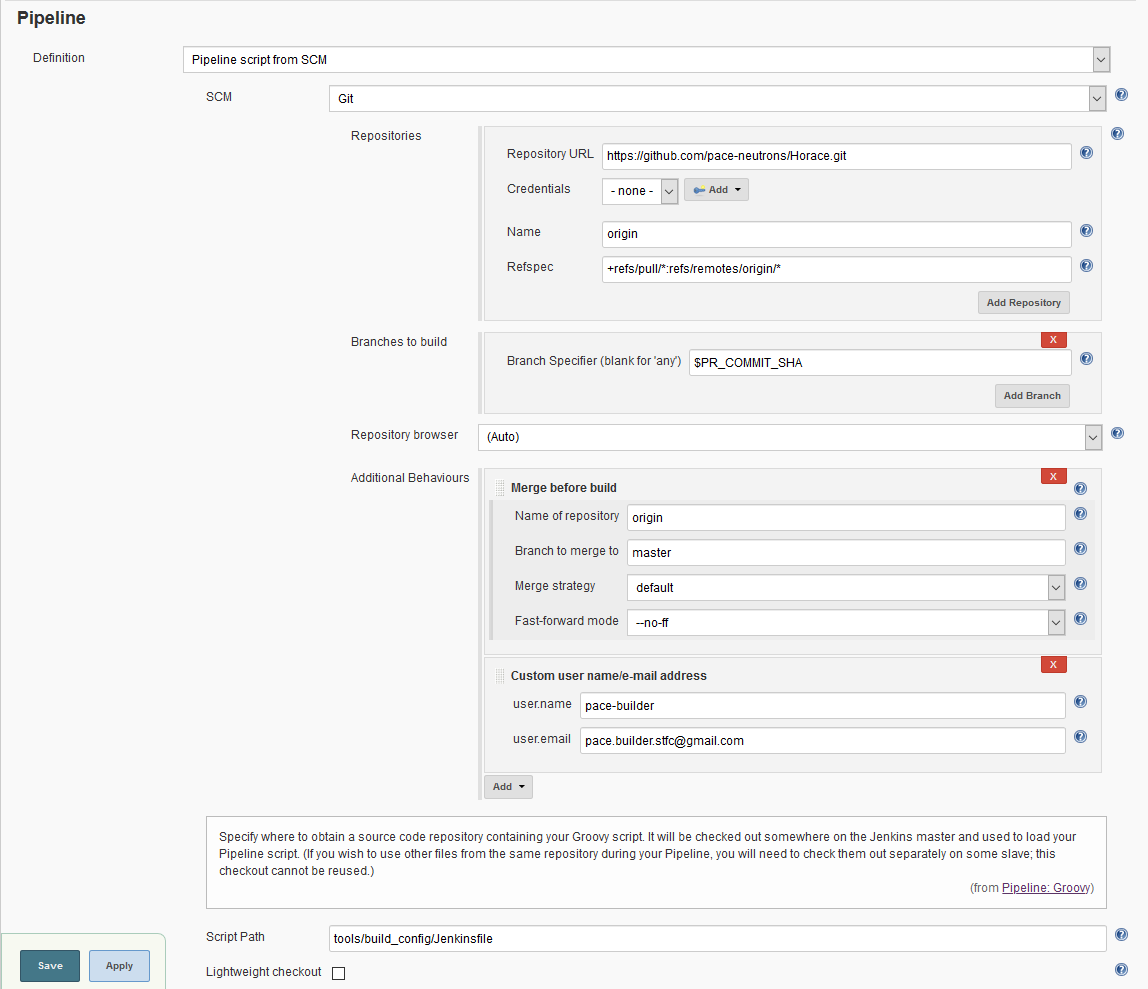 Pipeline
Definition
Pipeline script from SCM
SCM
Git
Repositories
Repository URL
https://github.com/pace-neutrons/Horace.git
Credentials
- none -
Add
Name
origin
Refspec
+refs/pull/*:refs/remotes/origin/*
Add Repository
Branches to build
X
Branch Specifier (blank for 'any')
$PR_COMMIT_SHA
Add Branch
Repository browser
(Auto)
Additional Behaviours
X
Merge before build
Name of repository
origin
Branch to merge to
master
Merge strategy
default
Fast-forward mode
--no-ff
X
Custom user name/e-mail address
user.name
pace-builder
user.email
pace.builder.stfc@gmail.com
Add
Specify where to obtain a source code repository containing your Groovy script. It will be checked out somewhere on the Jenkins master and used to load your
Pipeline script. (If you wish to use other files from the same repository during your Pipeline, you will need to check them out separately on some slave; this
checkout cannot be reused.)
(from Pipeline: Groovy)
Script Path
tools/build_config/Jenkinsfile
Save
Apply
Lightweight checkout